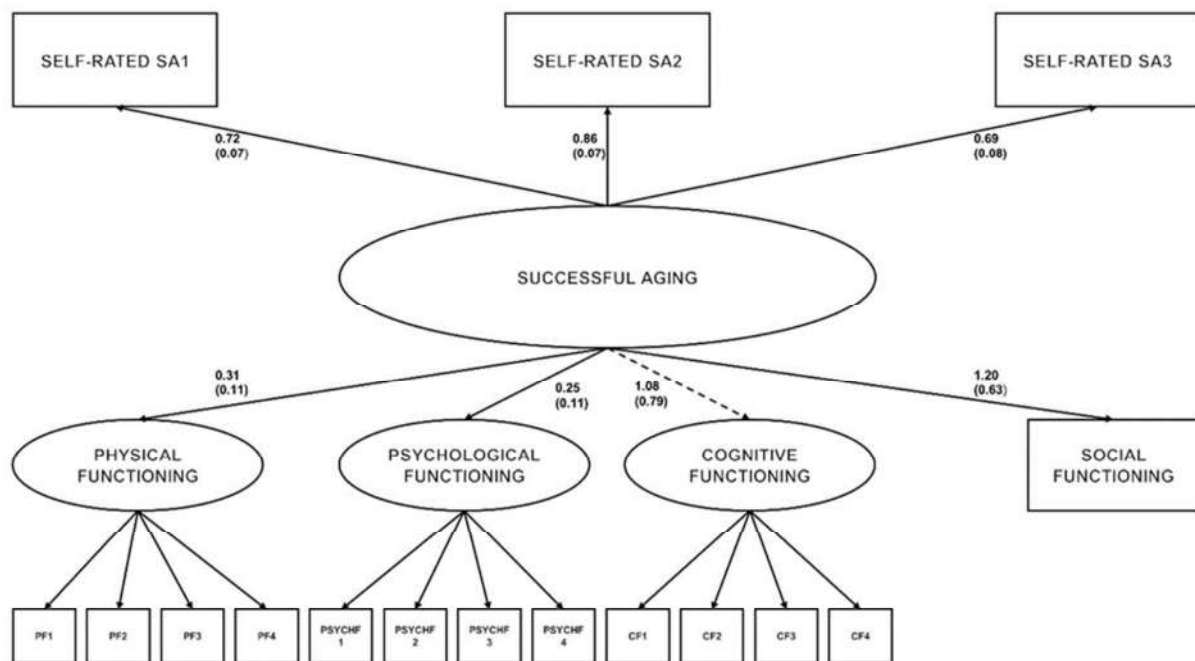 SELF-RATED SA1
SELF-RATED SA2
SELF-RATED SA3
0.72
(0.07)
0.86
(0.07)
0.69
(0.08)
SUCCESSFUL AGING
0.31
(0.11)
0.25
(0.11)
1.08
(0.79)
1.20
(0.63)
PHYSICAL
FUNCTIONING
PSYCHOLOGICAL
FUNCTIONING
COGNITIVE
FUNCTIONING
SOCIAL
FUNCTIONING
PF1
PF2
PF3
PF4
PSYCHF
1
PSYCHF
2
PSYCHF
3
PSYCHF
4
CF1
CF2
CF3
CF4